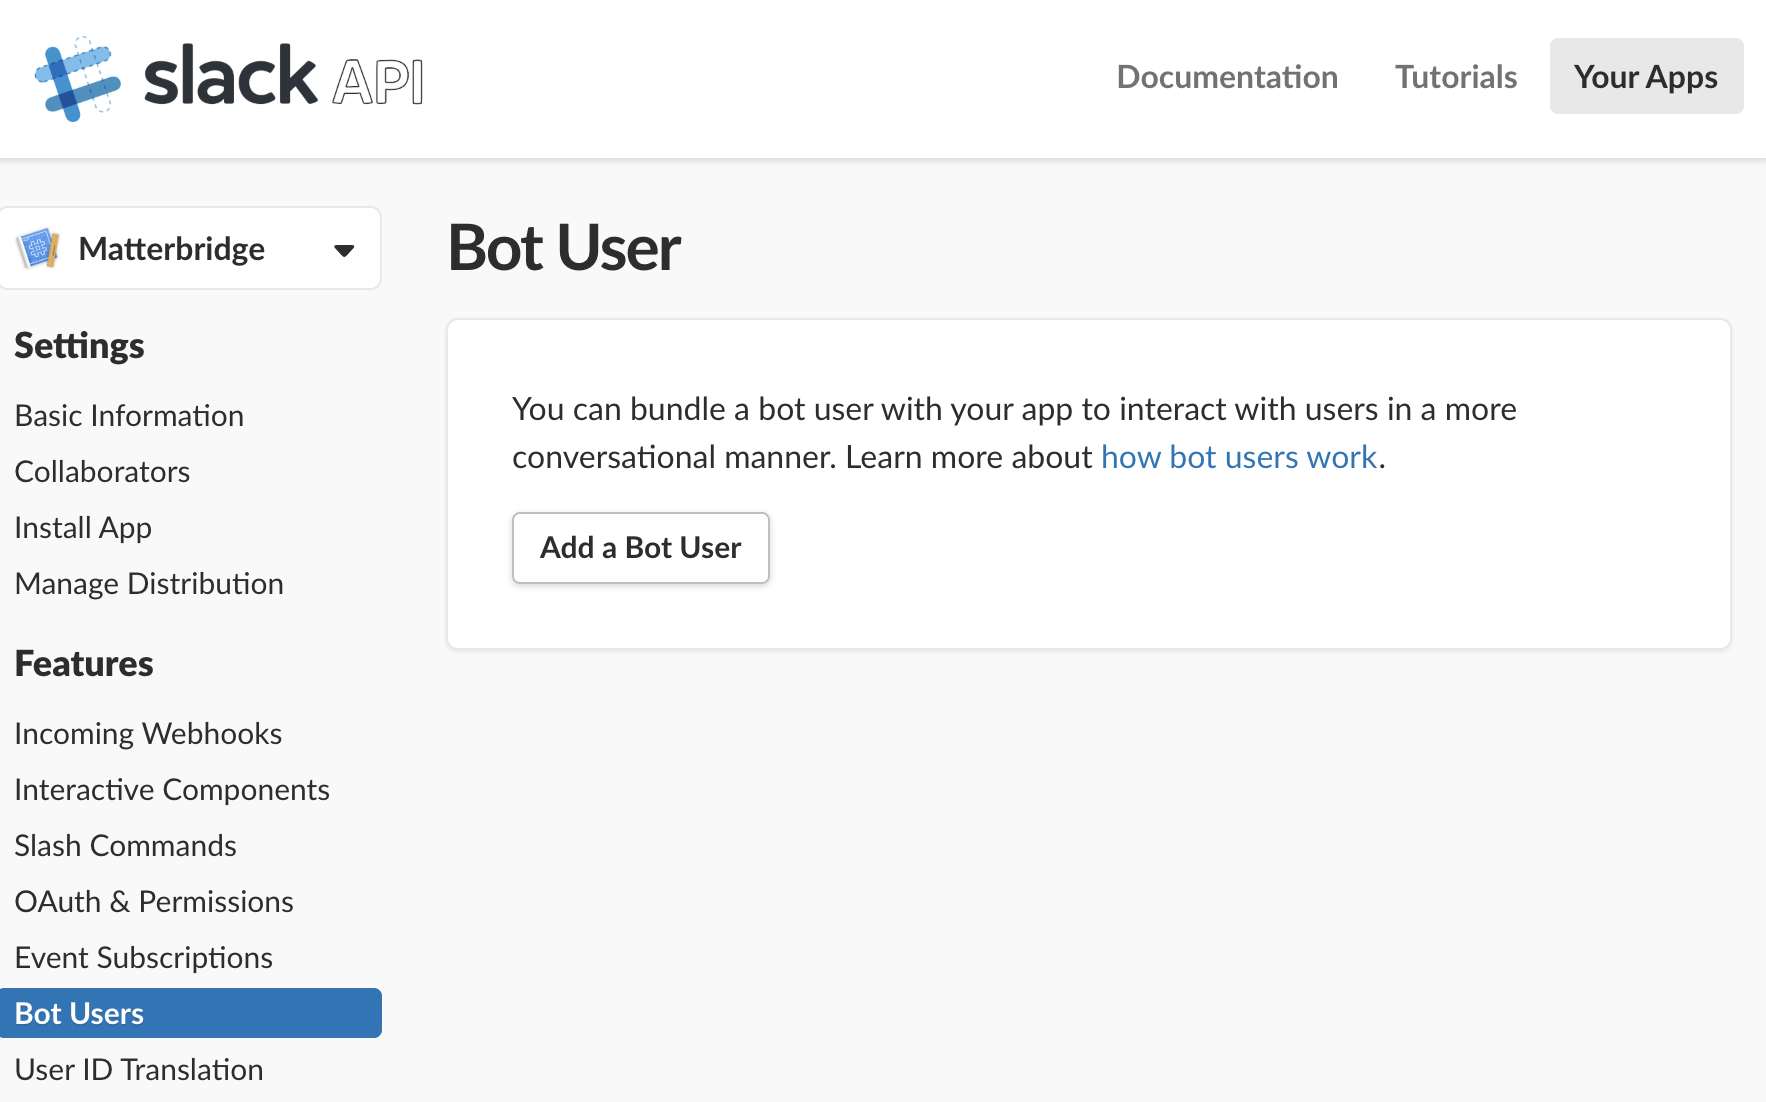 slack API
Documentation
Tutorials
Your Apps
Matterbridge
Settings
Basic Information
Collaborators
Install App
Manage Distribution
Features
Incoming Webhooks
Interactive Components
Slash Commands
OAuth & Permissions
Event Subscriptions
Bot Users
User ID Translation
Bot User
You can bundle a bot user with your app to interact with users in a more
conversational manner. Learn more about how bot users work.
Add a Bot User